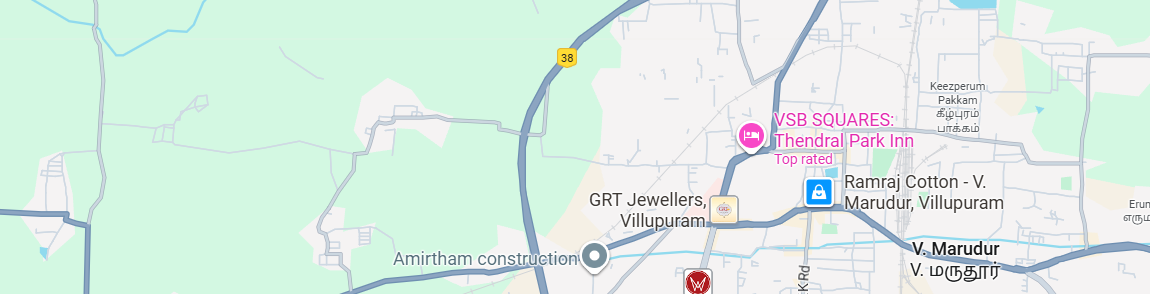 38
Keezperum
Pakkam
கீழ்பெரும்
பாக்கம்
VSB SQUARES:
Thendral Park Inn
Top rated
GRT Jewellers,
Villupuram
Ramraj Cotton - V.
Marudur, Villupuram
Amirtham construction
V. Marudur
V. மருதூர்
K Rd